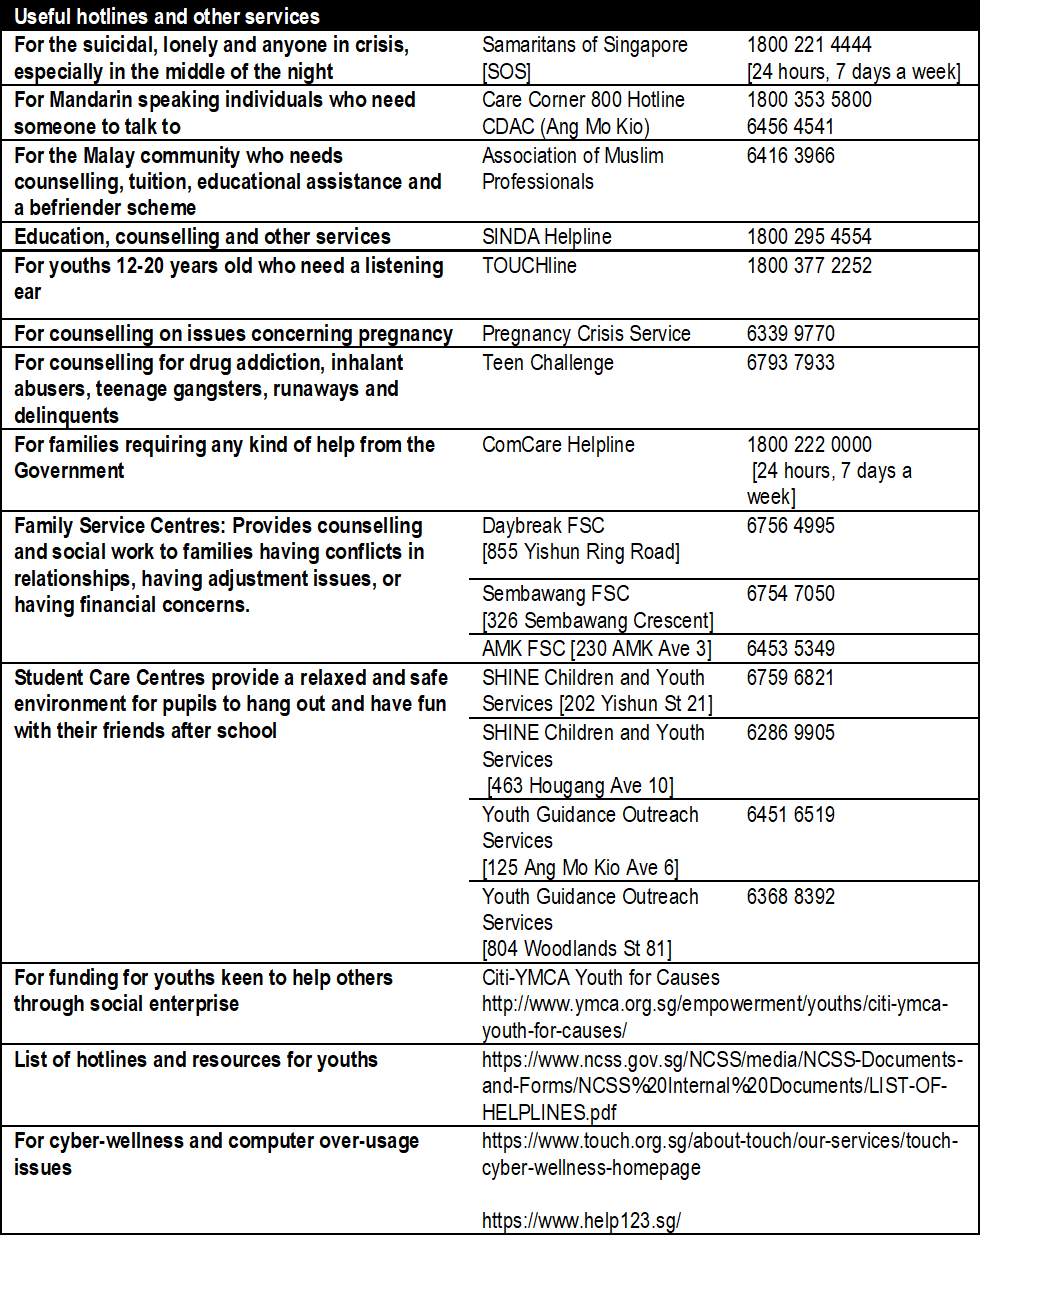 Useful hotlines and other services
For the suicidal, lonely and anyone in crisis,
especially in the middle of the night
Samaritans of Singapore
[SOS]
1800 221 4444
[24 hours, 7 days a week]
For Mandarin speaking individuals who need
someone to talk to
Care Corner 800 Hotline
CDAC (Ang Mo Kio)
1800 353 5800
6456 4541
For the Malay community who needs
counselling, tuition, educational assistance and
a befriender scheme
Association of Muslim
Professionals
6416 3966
Education, counselling and other services
SINDA Helpline
1800 295 4554
For youths 12-20 years old who need a listening
ear
TOUCHline
1800 377 2252
For counselling on issues concerning pregnancy
Pregnancy Crisis Service
6339 9770
For counselling for drug addiction, inhalant
abusers, teenage gangsters, runaways and
delinquents
Teen Challenge
6793 7933
For families requiring any kind of help from the
Government
ComCare Helpline
1800 222 0000
[24 hours, 7 days a
week]
Family Service Centres: Provides counselling
and social work to families having conflicts in
relationships, having adjustment issues, or
having financial concerns.
Daybreak FSC
[855 Yishun Ring Road]
6756 4995
Sembawang FSC
[326 Sembawang Crescent]
6754 7050
AMK FSC [230 AMK Ave 3]
6453 5349
Student Care Centres provide a relaxed and safe
environment for pupils to hang out and have fun
with their friends after school
SHINE Children and Youth
Services [202 Yishun St 21]
6759 6821
SHINE Children and Youth
Services
[463 Hougang Ave 10]
6286 9905
Youth Guidance Outreach
Services
[125 Ang Mo Kio Ave 6]
6451 6519
Youth Guidance Outreach
Services
[804 Woodlands St 81]
6368 8392
For funding for youths keen to help others
through social enterprise
Citi-YMCA Youth for Causes
http://www.ymca.org.sg/empowerment/youths/citi-ymca-
youth-for-causes/
List of hotlines and resources for youths
https://www.ncss.gov.sg/NCSS/media/NCSS-Documents-
and-Forms/NCSS%20Internal%20Documents/LIST-OF-
HELPLINES.pdf
For cyber-wellness and computer over-usage
issues
https://www.touch.org.sg/about-touch/our-services/touch-
cyber-wellness-homepage
https://www.help123.sg/